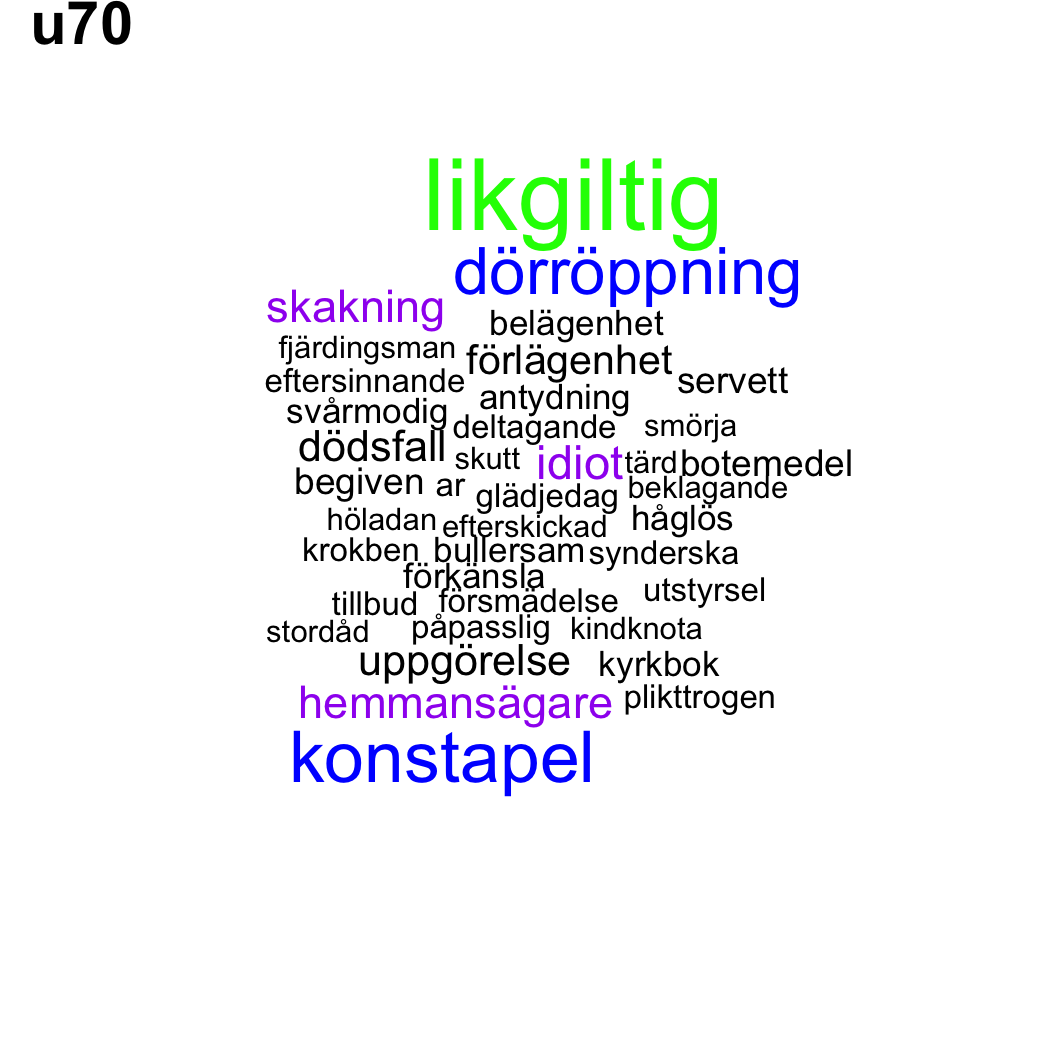 u70
likgiltig
dörröppning
skakning
belägenhet
fjärdingsman
förlägenhet
eftersinnande
servett
antydning
svårmodig
deltagande
smörja
dödsfall
skutt
idiot
tärd
botemedel
begiven
ar
glädjedag
beklagande
höladan
efterskickad
håglös
krokben
bullersam
synderska
förkänsla
utstyrsel
tillbud
försmädelse
stordåd
påpasslig
kindknota
uppgörelse
kyrkbok
hemmansägare
plikttrogen
konstapel